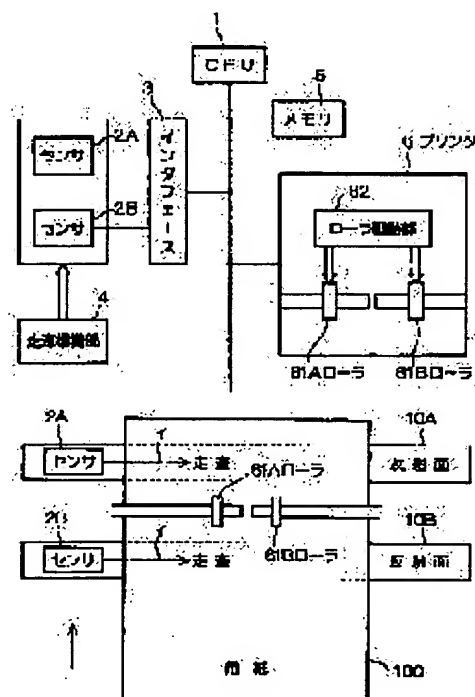 1
CPU
3
インタフェース
5
メモリ
2A
センサ
2B
センサ
4
走査機構部
6 プリンタ
62
ローラ駆動部
61Aローラ
61Bローラ
2A
センサ
イ
走査
61Aローラ
10A
反射面
2B
センサ
イ
走査
61Bローラ
10B
反射面
用紙
100